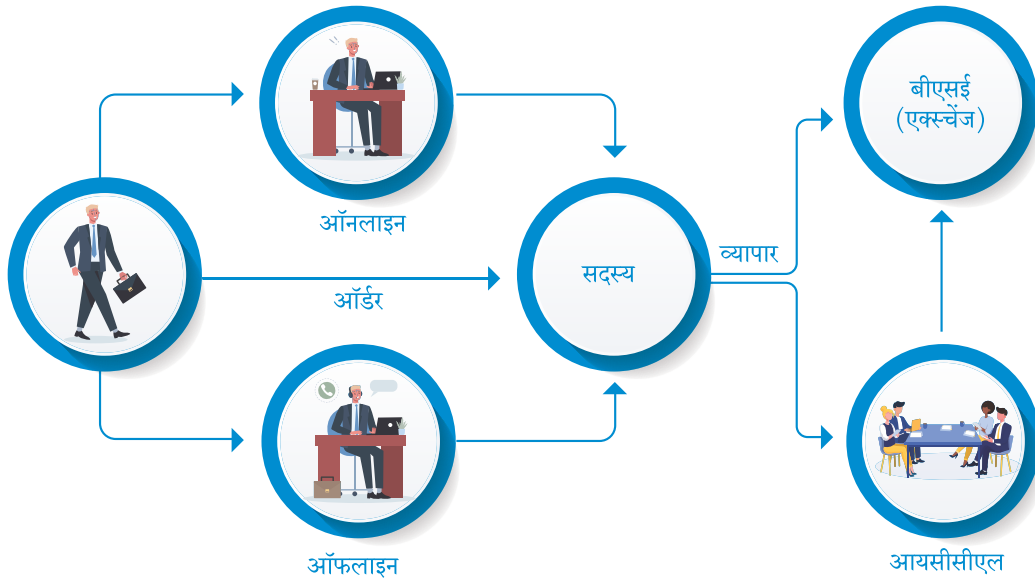 ऑनलाइन
ऑर्डर
ऑफलाइन
सदस्य
व्यापार
बीएसई
(एक्स्चेंज)
आयसीसीएल